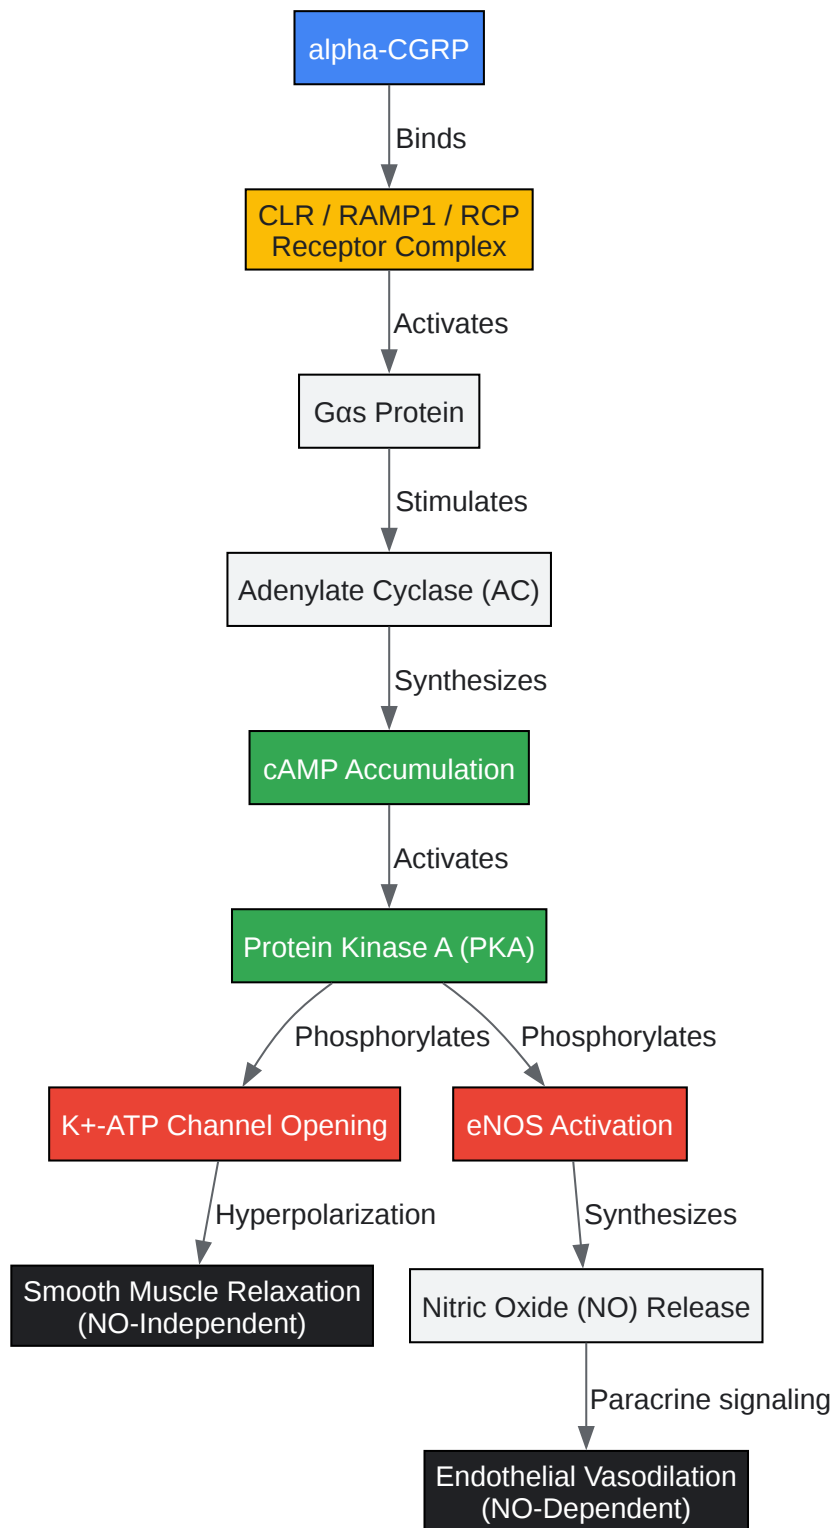 alpha-CGRP
Binds
CLR / RAMP1 / RCP
Receptor Complex
Activates
Gαs Protein
Stimulates
Adenylate Cyclase (AC)
Synthesizes
cAMP Accumulation
Activates
Protein Kinase A (PKA)
Phosphorylates
Phosphorylates
K+-ATP Channel Opening
eNOS Activation
Hyperpolarization
Synthesizes
Smooth Muscle Relaxation
(NO-Independent)
Nitric Oxide (NO) Release
Paracrine signaling
Endothelial Vasodilation
(NO-Dependent)